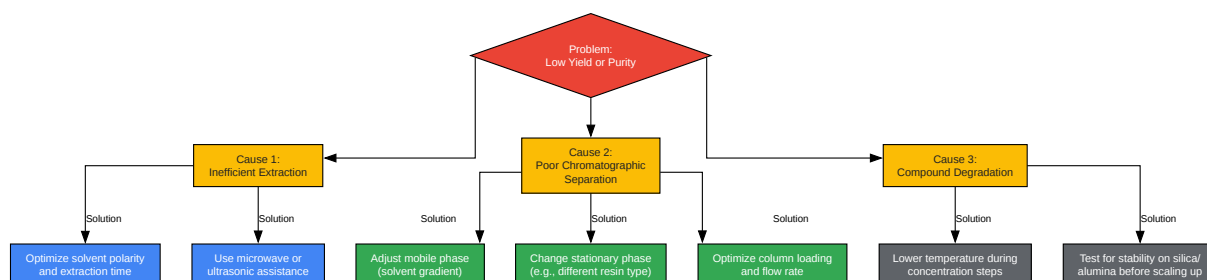 Problem:
Low Yield or Purity
Cause 1:
Inefficient Extraction
Cause 2:
Poor Chromatographic
Separation
Cause 3:
Compound Degradation
Solution
Solution
Solution
Solution
Solution
Solution
Solution
Optimize solvent polarity
and extraction time
Use microwave or
ultrasonic assistance
Adjust mobile phase
(solvent gradient)
Change stationary phase
(e.g., different resin type)
Optimize column loading
and flow rate
Lower temperature during
concentration steps
Test for stability on silica/
alumina before scaling up